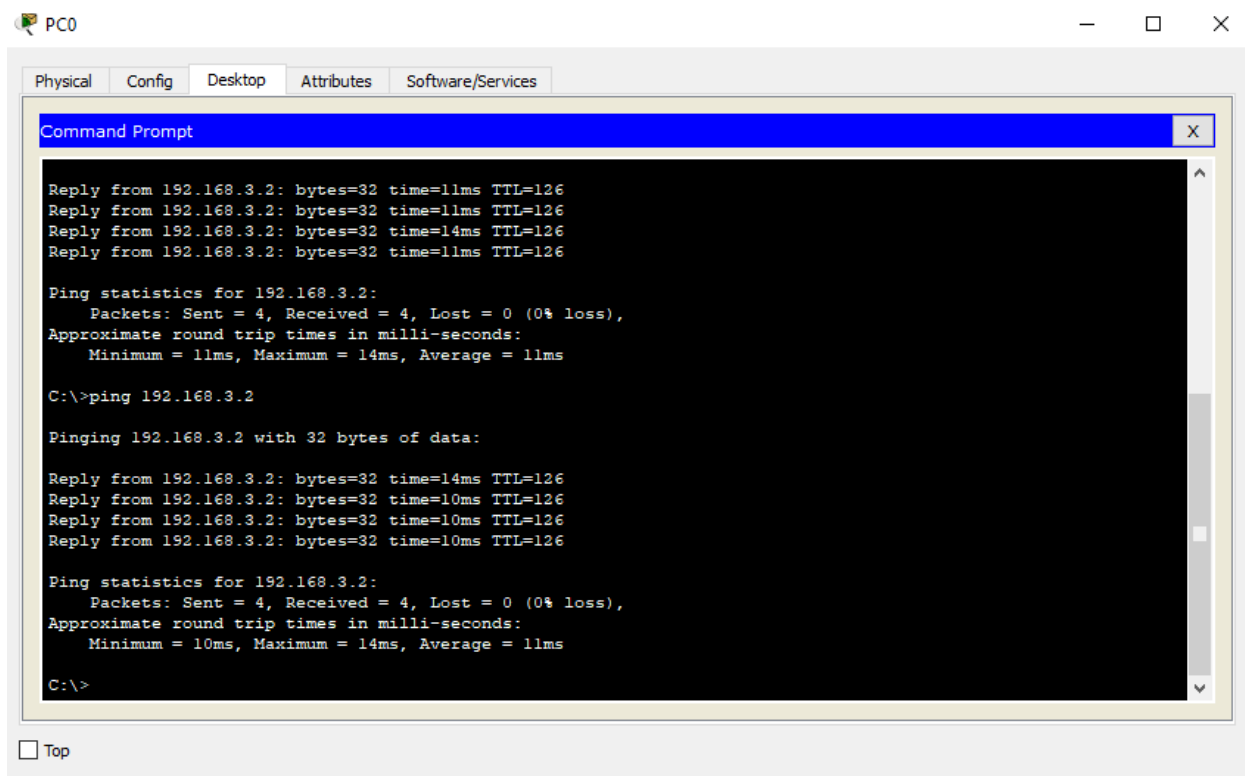 PC0
Physical Config Desktop Attributes Software/Services
Command Prompt X
Reply from 192.168.3.2: bytes=32 time=11ms TTL=126
Reply from 192.168.3.2: bytes=32 time=11ms TTL=126
Reply from 192.168.3.2: bytes=32 time=14ms TTL=126
Reply from 192.168.3.2: bytes=32 time=11ms TTL=126
Ping statistics for 192.168.3.2:
Packets: Sent = 4, Received = 4, Lost = 0 (0% loss),
Approximate round trip times in milli-seconds:
Minimum = 11ms, Maximum = 14ms, Average = 11ms
C:\>ping 192.168.3.2
Pinging 192.168.3.2 with 32 bytes of data:
Reply from 192.168.3.2: bytes=32 time=14ms TTL=126
Reply from 192.168.3.2: bytes=32 time=10ms TTL=126
Reply from 192.168.3.2: bytes=32 time=10ms TTL=126
Reply from 192.168.3.2: bytes=32 time=10ms TTL=126
Ping statistics for 192.168.3.2:
Packets: Sent = 4, Received = 4, Lost = 0 (0% loss),
Approximate round trip times in milli-seconds:
Minimum = 10ms, Maximum = 14ms, Average = 11ms
C:\>
Top